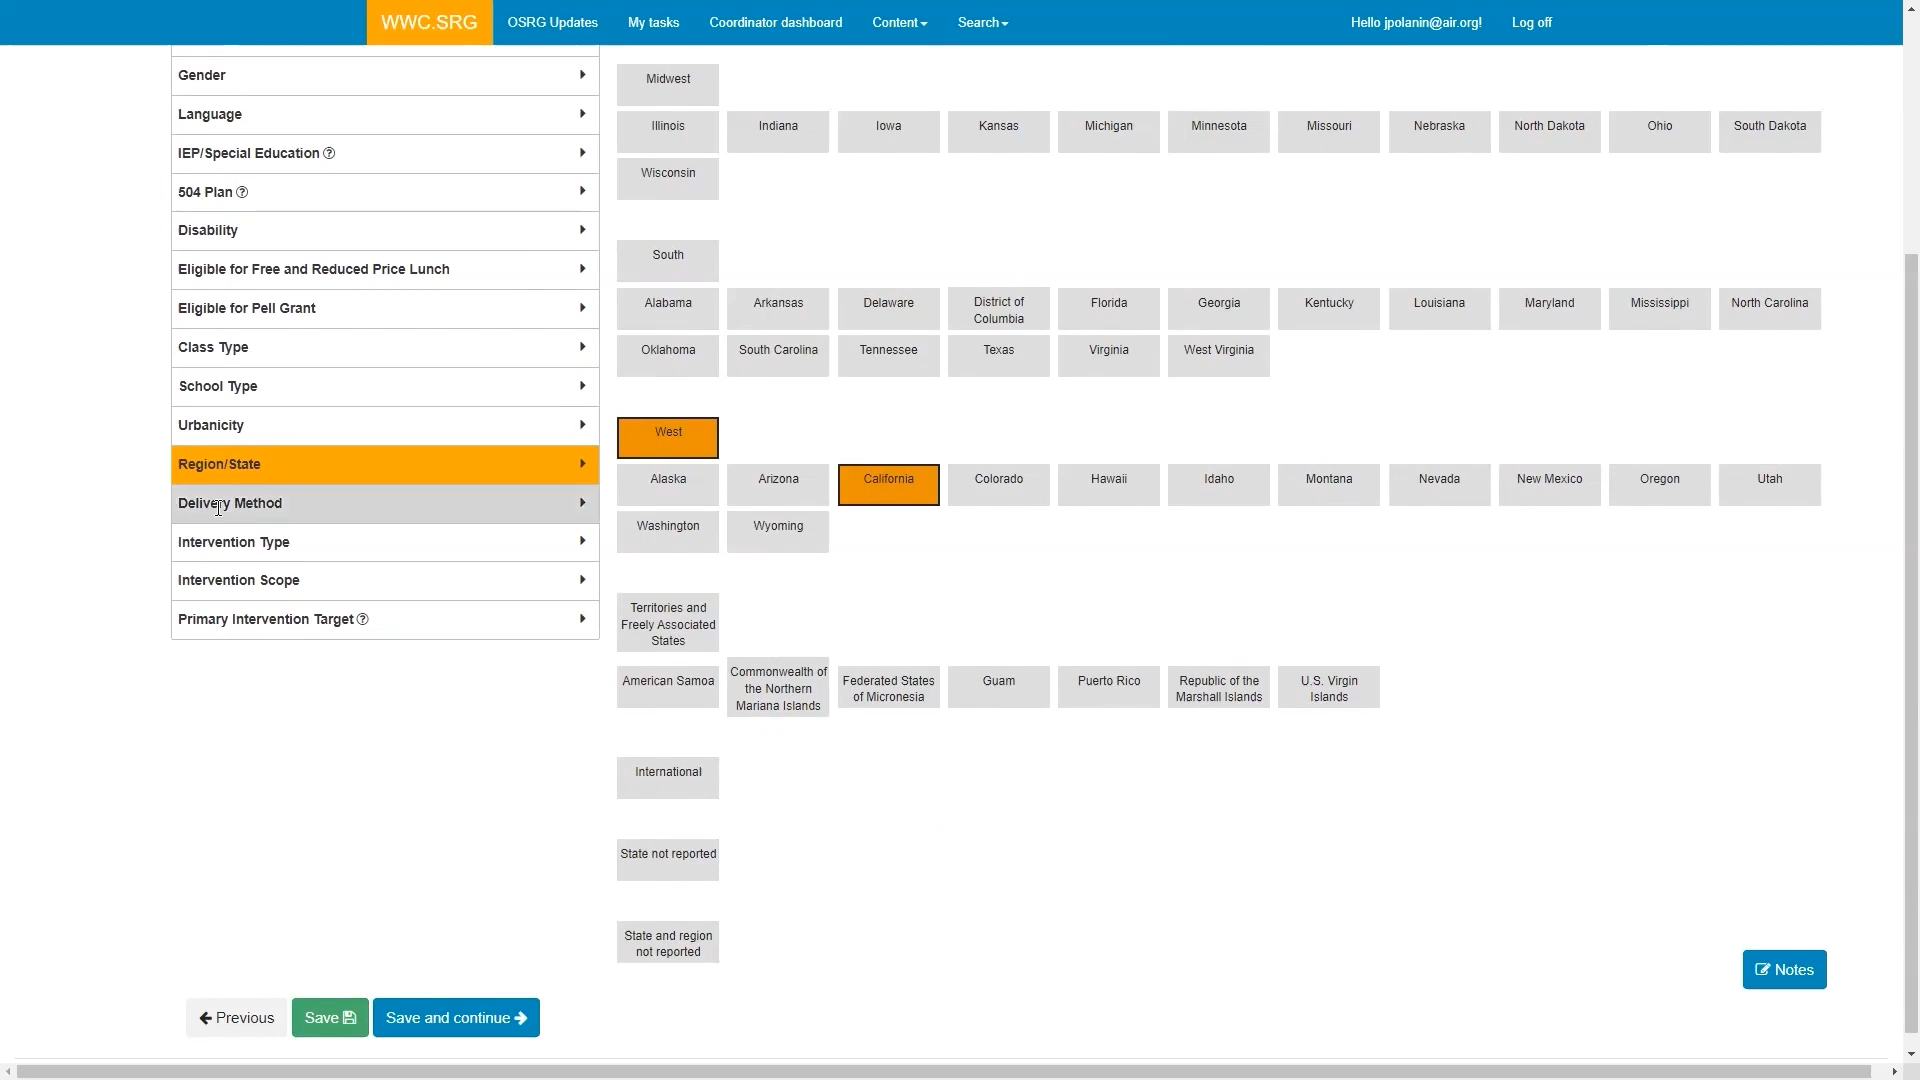 WWC.SRG OSRG Updates My tasks Coordinator dashboard Content Search Hello jpolanin@air.org! Log off
Gender
Language
IEP/Special Education
504 Plan
Disability
Eligible for Free and Reduced Price Lunch
Eligible for Pell Grant
Class Type
School Type
Urbanicity
Region/State
Delivery Method
Intervention Type
Intervention Scope
Primary Intervention Target
Midwest
Illinois Indiana Iowa Kansas Michigan Minnesota Missouri Nebraska North Dakota Ohio South Dakota
Wisconsin
South
Alabama Arkansas Delaware District of Columbia Florida Georgia Kentucky Louisiana Maryland Mississippi North Carolina
Oklahoma South Carolina Tennessee Texas Virginia West Virginia
West
Alaska Arizona California Colorado Hawaii Idaho Montana Nevada New Mexico Oregon Utah
Washington Wyoming
Territories and
Freely Associated
States
American Samoa Commonwealth of the Northern Mariana Islands Federated States of Micronesia Guam Puerto Rico Republic of the Marshall Islands U.S. Virgin Islands
International
State not reported
State and region
not reported
Notes
Previous Save Save and continue